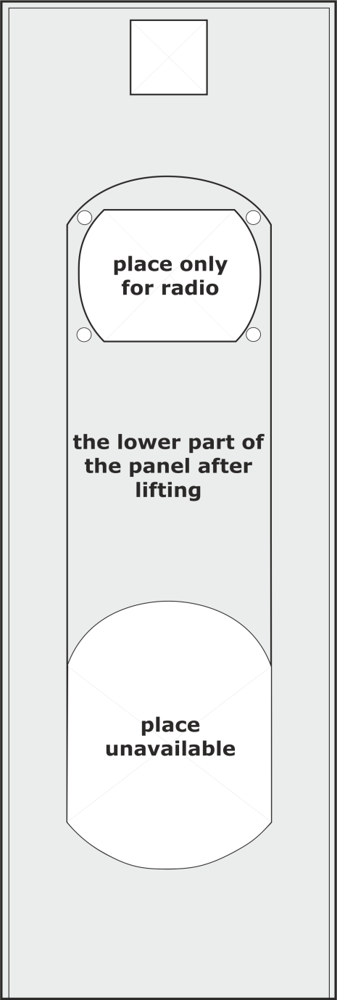 place only
for radio
the lower part of
the panel after
lifting
place
unavailable